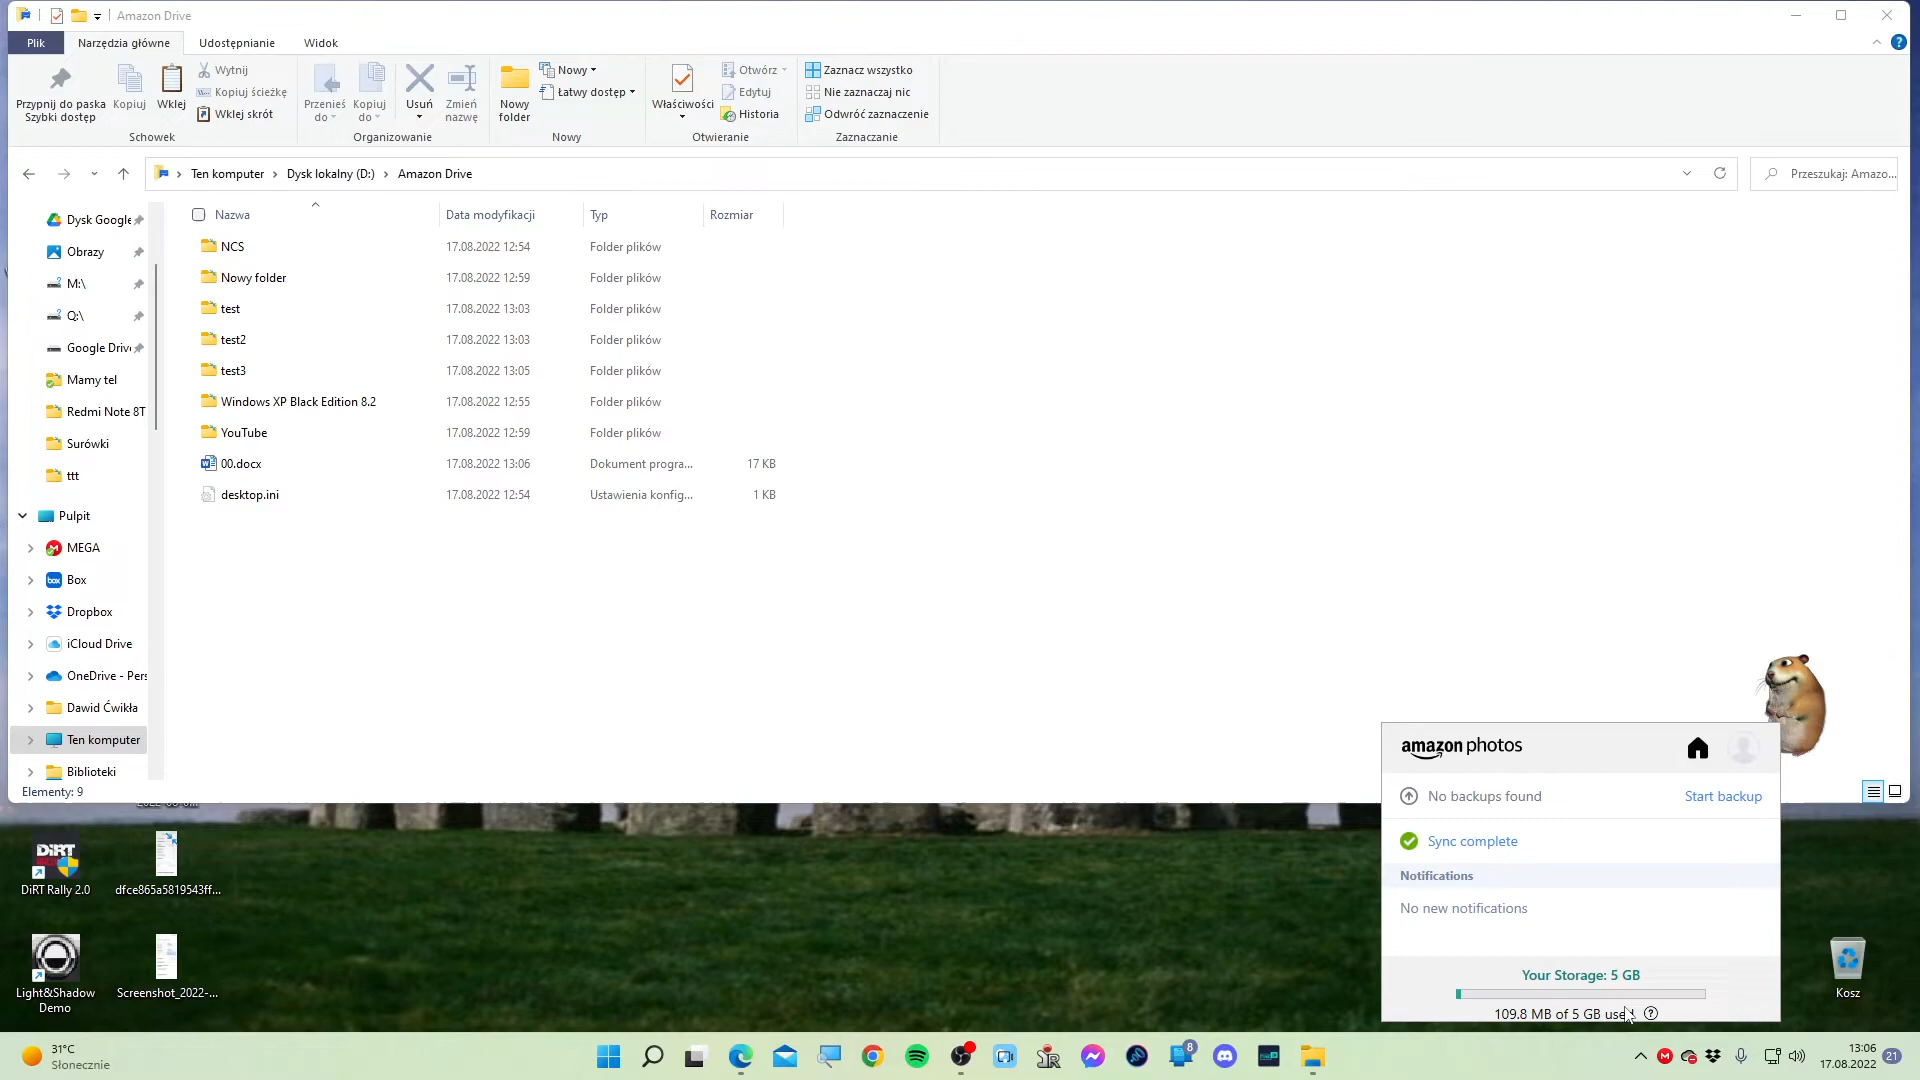 Amazon Drive
Plik
Narzędzia główne
Udostępnianie
Widok
Przypnij do paska
Szybki dostęp
Kopiuj
Wklej
Wytnij
Kopiuj ścieżkę
Wklej skrót
Schowek
Przenieś
do
Kopiuj
do
Usuń
Zmień
nazwę
Organizowanie
Nowy
folder
Nowy
Łatwy dostęp
Nowy
Właściwości
Otwórz
Edytuj
Historia
Otwieranie
Zaznacz wszystko
Nie zaznaczaj nic
Odwróć zaznaczenie
Zaznaczanie
Ten komputer > Dysk lokalny (D:) > Amazon Drive
Przeszukaj: Amazo...
Dysk Google
Obrazy
M:\
Q:\
Google Driv
Mamy tel
Redmi Note 8T
Surówki
ttt
Pulpit
MEGA
Box
Dropbox
iCloud Drive
OneDrive - Pers
Dawid Ćwikła
Ten komputer
Biblioteki
Elementy: 9
Nazwa Data modyfikacji Typ Rozmiar
NCS 17.08.2022 12:54 Folder plików
Nowy folder 17.08.2022 12:59 Folder plików
test 17.08.2022 13:03 Folder plików
test2 17.08.2022 13:03 Folder plików
test3 17.08.2022 13:05 Folder plików
Windows XP Black Edition 8.2 17.08.2022 12:55 Folder plików
YouTube 17.08.2022 12:59 Folder plików
00.docx 17.08.2022 13:06 Dokument progra... 17 KB
desktop.ini 17.08.2022 12:54 Ustawienia konfig... 1 KB
amazon photos
No backups found Start backup
Sync complete
Notifications
No new notifications
Your Storage: 5 GB
109.8 MB of 5 GB used
DiRT
DiRT Rally 2.0
dfce865a5819543ff...
Light&Shadow
Demo
Screenshot_2022-...
Kosz
31°C
Słonecznie
8
13:06
17.08.2022
21